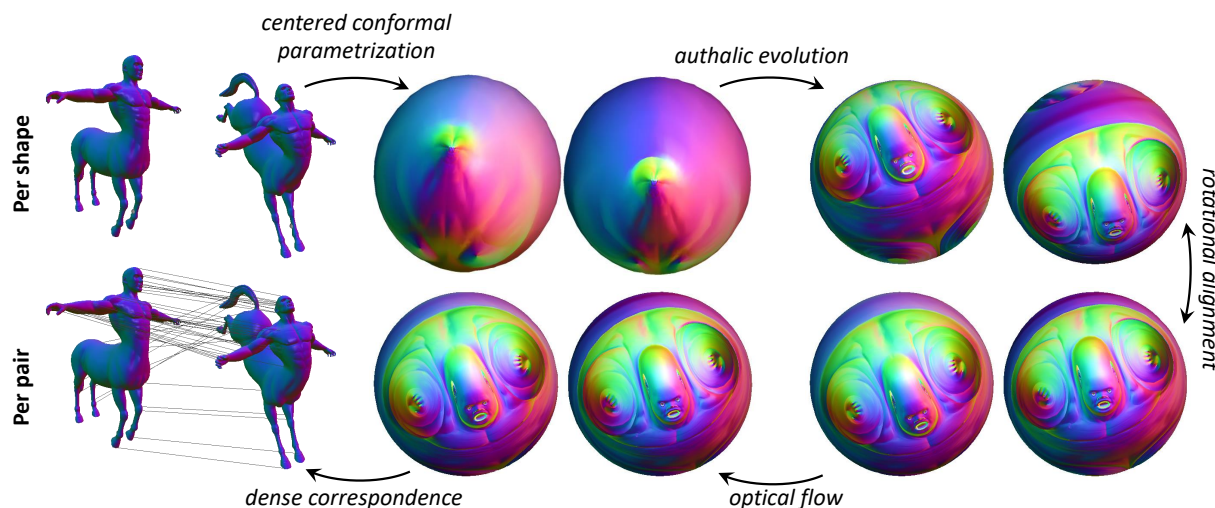 centered conformal
parametrization
authalic evolution
Per shape
rotational alignment
Per pair
dense correspondence
optical flow